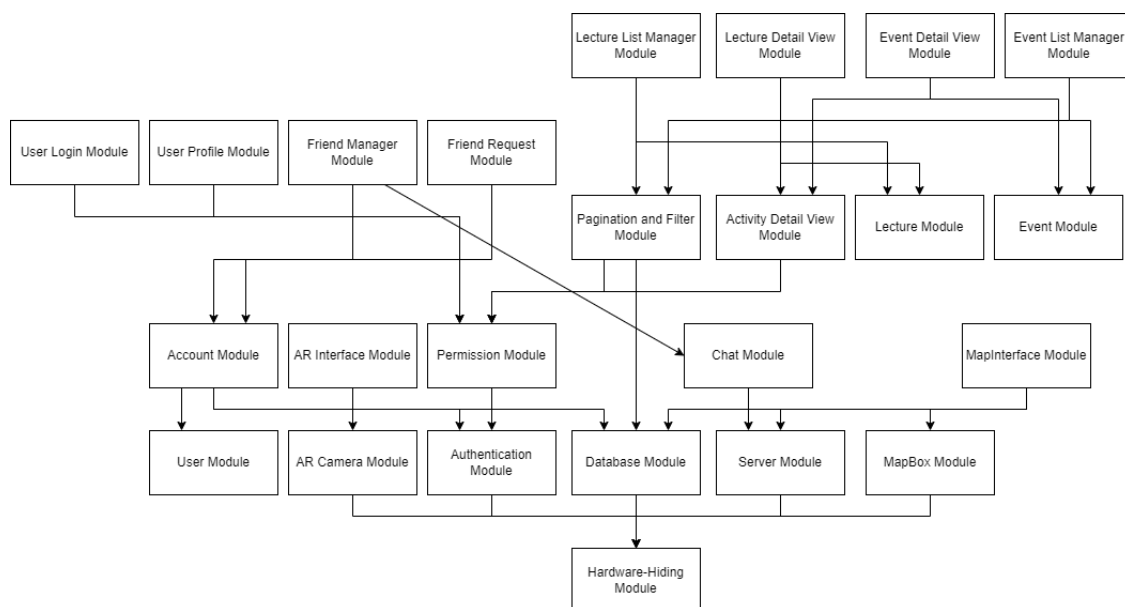 Lecture List Manager
Module
Lecture Detail View
Module
Event Detail View
Module
Event List Manager
Module
User Login Module
User Profile Module
Friend Manager
Module
Friend Request
Module
Pagination and Filter
Module
Activity Detail View
Module
Lecture Module
Event Module
Account Module
AR Interface Module
Permission Module
Chat Module
MapInterface Module
User Module
AR Camera Module
Authentication
Module
Database Module
Server Module
MapBox Module
Hardware-Hiding
Module